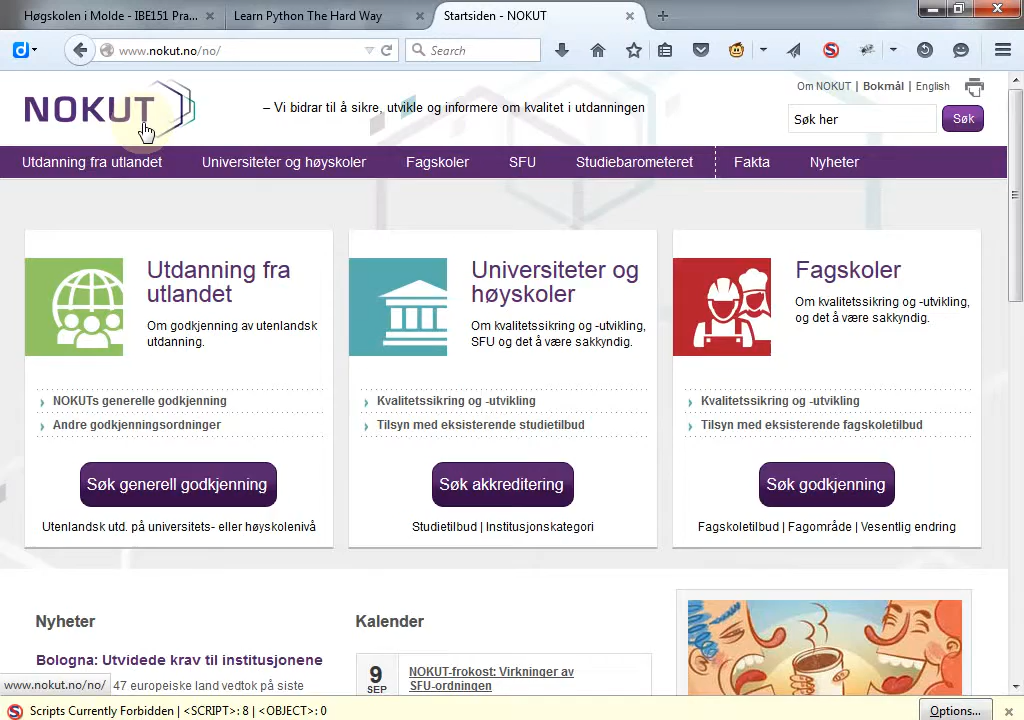 Høgskolen i Molde - IBE151 Pra...
Learn Python The Hard Way
Startsiden - NOKUT
www.nokut.no/no/
Search
NOKUT
– Vi bidrar til å sikre, utvikle og informere om kvalitet i utdanningen
Om NOKUT | Bokmål | English
Søk her
Søk
Utdanning fra utlandet
Universiteter og høyskoler
Fagskoler
SFU
Studiebarometeret
Fakta
Nyheter
Utdanning fra
utlandet
Om godkjenning av utenlandsk
utdanning.
NOKUTs generelle godkjenning
Andre godkjenningsordninger
Søk generell godkjenning
Utenlandsk utd. på universitets- eller høyskolenivå
Universiteter og
høyskoler
Om kvalitetssikring og -utvikling,
SFU og det å være sakkyndig.
Kvalitetssikring og -utvikling
Tilsyn med eksisterende studietilbud
Søk akkreditering
Studietilbud | Institusjonskategori
Fagskoler
Om kvalitetssikring og -utvikling,
og det å være sakkyndig.
Kvalitetssikring og -utvikling
Tilsyn med eksisterende fagskoletilbud
Søk godkjenning
Fagskoletilbud | Fagområde | Vesentlig endring
Nyheter
Bologna: Utvidede krav til institusjonene
47 europeiske land vedtok på siste
Kalender
9
SEP
NOKUT-frokost: Virkninger av
SFU-ordningen
www.nokut.no/no/
Scripts Currently Forbidden | <SCRIPT>: 8 | <OBJECT>: 0
Options...